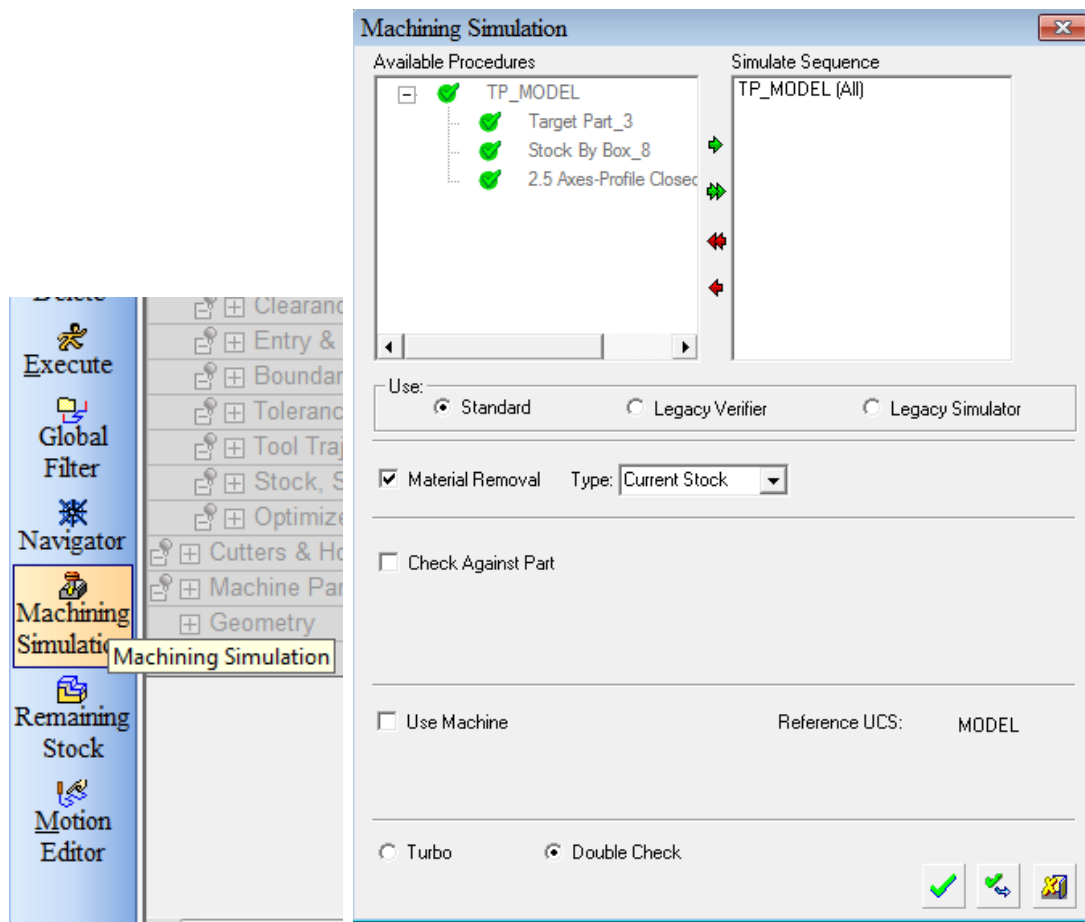 Delete
Execute
Global
Filter
Navigator
Machining
Simulatio
Machining Simulation
Remaining
Stock
Motion
Editor
Clearanc
Entry &
Boundar
Toleranc
Tool Traj
Stock, S
Optimize
Cutters & Ho
Machine Par
Geometry
Machining Simulation
Available Procedures
Simulate Sequence
TP_MODEL
Target Part_3
Stock By Box_8
2.5 Axes-Profile Closed
TP_MODEL (All)
Use:
Standard Legacy Verifier Legacy Simulator
Material Removal Type: Current Stock
Check Against Part
Use Machine Reference UCS: MODEL
Turbo Double Check